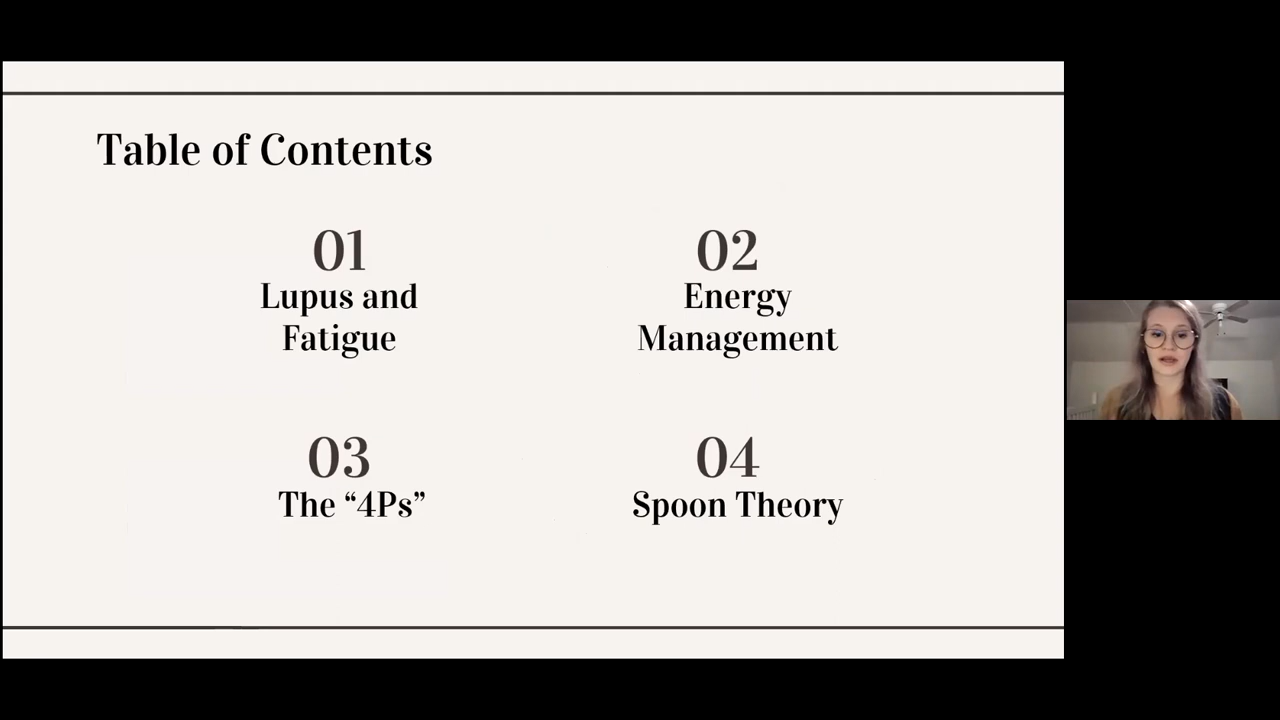 Table of Contents
01
Lupus and
Fatigue
02
Energy
Management
03
The “4Ps”
04
Spoon Theory